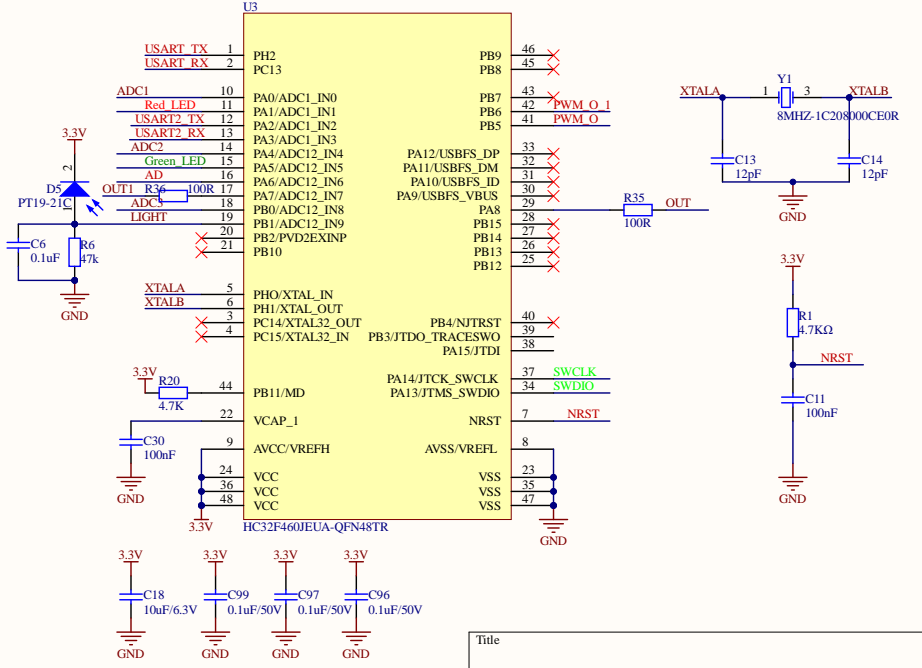 U3
USART_TX 1 PH2 PB9 46
USART_RX 2 PC13 PB8 45
ADC1 10 PA0/ADC1_IN0 PB7 43
Red_LED 11 PA1/ADC1_IN1 PB6 42 PWM_O_1
USART2_TX 12 PA2/ADC1_IN2 PB5 41 PWM_O
USART2_RX 13 PA3/ADC1_IN3
ADC2 14 PA4/ADC12_IN4 PA12/USBFS_DP 33
Green_LED 15 PA5/ADC12_IN5 PA11/USBFS_DM 32
AD 16 PA6/ADC12_IN6 PA10/USBFS_ID 31
OUT1 R36 100R 17 PA7/ADC12_IN7 PA9/USBFS_VBUS 30
ADC3 18 PB0/ADC12_IN8 PA8 29 R35 100R OUT
LIGHT 19 PB1/ADC12_IN9 PB15 28
20 PB2/PVD2EXINP PB14 27
21 PB10 PB13 26
PB12 25
XTALA 5 PHO/XTAL_IN
XTALB 6 PH1/XTAL_OUT
3 PC14/XTAL32_OUT PB4/NJTRST 40
4 PC15/XTAL32_IN PB3/JTDO_TRACESWO 39
PA15/JTDI 38
PA14/JTCK_SWCLK 37 SWCLK
3.3V R20 4.7K 44 PB11/MD PA13/JTMS_SWDIO 34 SWDIO
22 VCAP_1 NRST 7 NRST
C30 100nF GND
9 AVCC/VREFH AVSS/VREFL 8
24 VCC VSS 23
36 VCC VSS 35
48 VCC VSS 47
3.3V GND
HC32F460JEUA-QFN48TR
3.3V
2
D5
PT19-21C
1
C6
0.1uF
R6
47k
GND
Y1
XTALA 1 3 XTALB
8MHZ-1C208000CE0R
C13
12pF
C14
12pF
GND
3.3V
R1
4.7KΩ
NRST
C11
100nF
GND
3.3V 3.3V 3.3V 3.3V
C18 C99 C97 C96
10uF/6.3V 0.1uF/50V 0.1uF/50V 0.1uF/50V
GND GND GND GND
Title